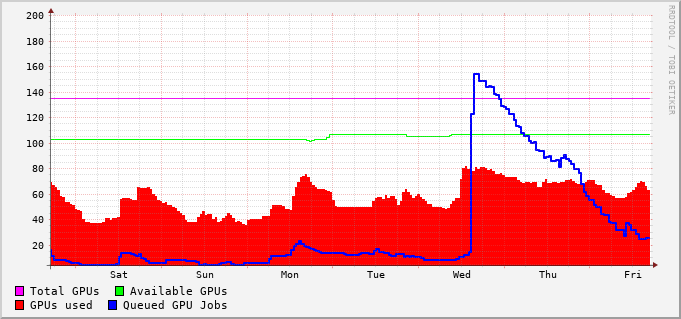 RRDTOOL / TOBI OETIKER
200
180
160
140
120
100
80
60
40
20
Sat Sun Mon Tue Wed Thu Fri
Total GPUs Available GPUs
GPUs used Queued GPU Jobs